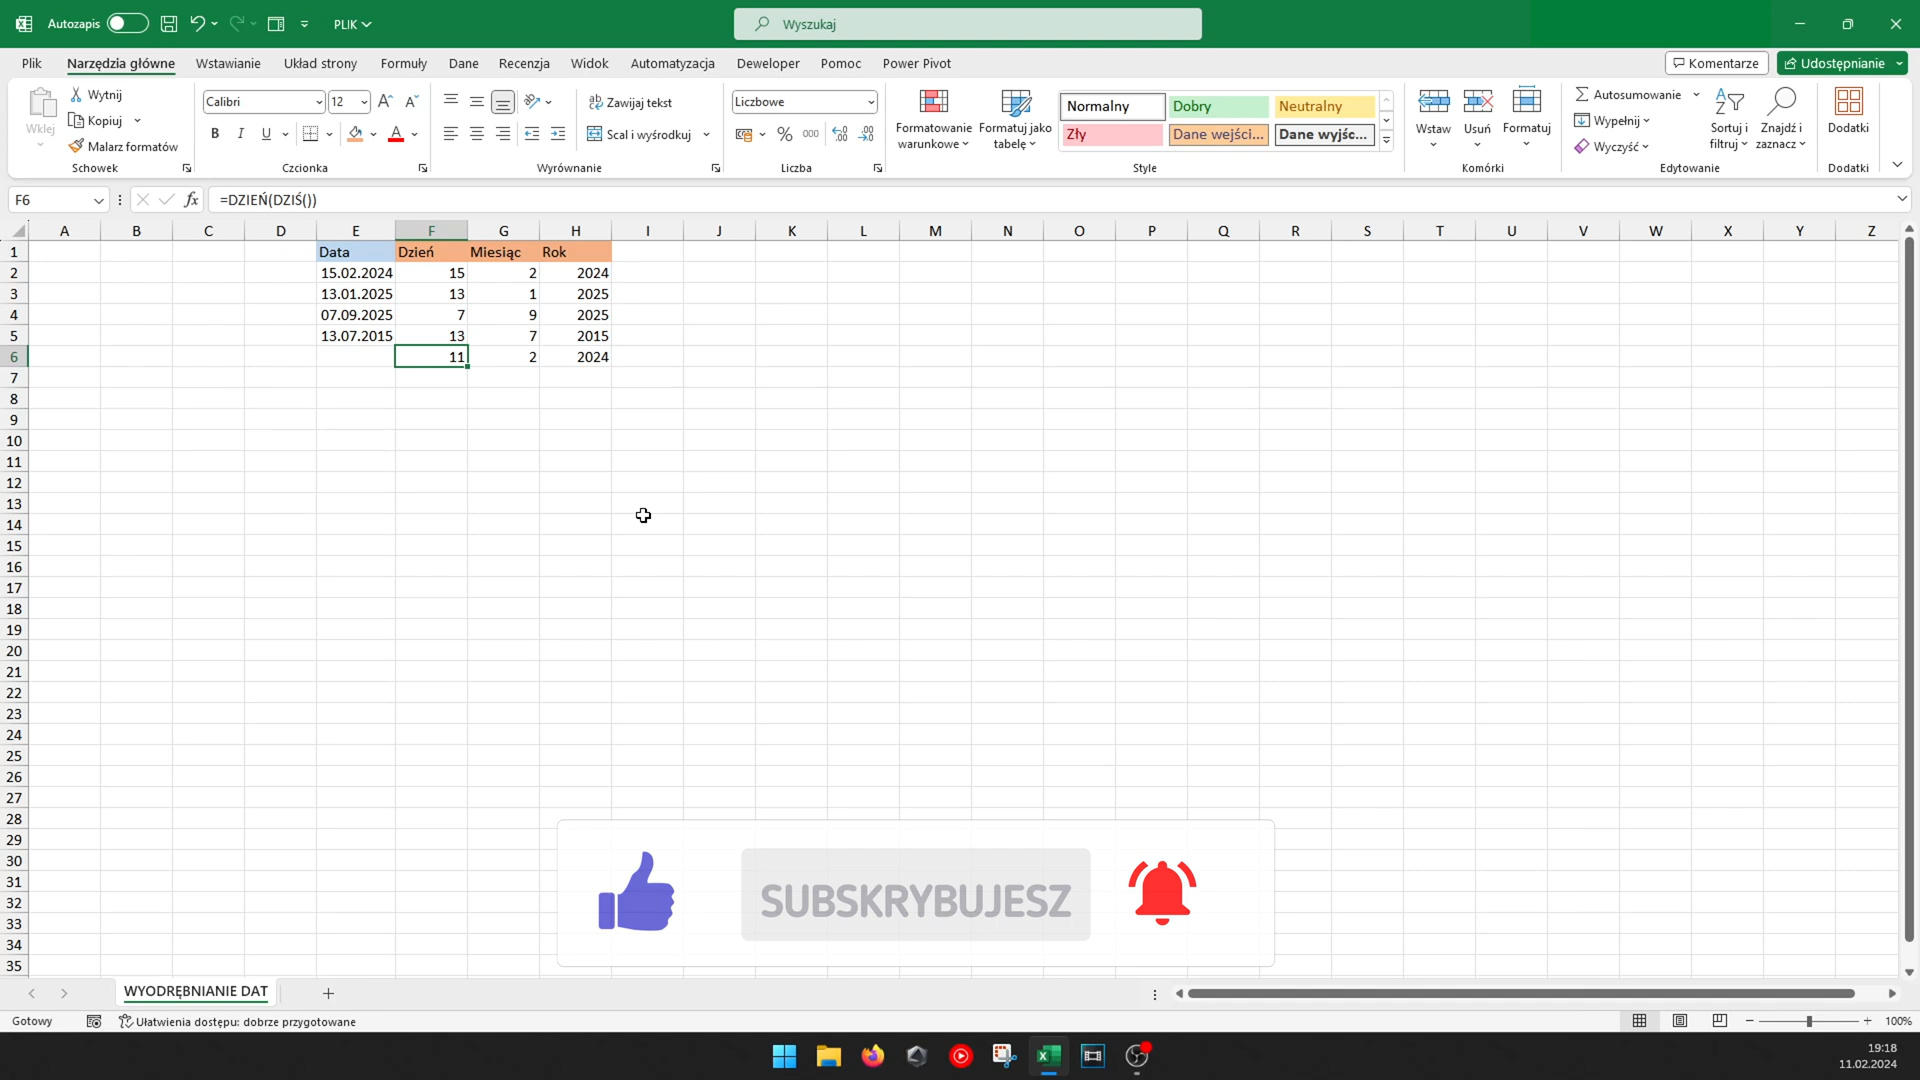 Autozapis PLIK Wyszukaj
Plik Narzędzia główne Wstawianie Układ strony Formuły Dane Recenzja Widok Automatyzacja Deweloper Pomoc Power Pivot Komentarze Udostępnianie
Wklej
Wytnij
Kopiuj
Malarz formatów
Schowek
Calibri 12
B I U
Czcionka
Zawijaj tekst
Scal i wyśrodkuj
Wyrównanie
Liczbowe
% 000
Liczba
Formatowanie warunkowe
Formatuj jako tabelę
Normalny Dobry Neutralny
Zły Dane wejści... Dane wyjśc...
Style
Wstaw Usuń Formatuj
Komórki
Autosumowanie
Wypełnij
Wyczyść
Sortuj i filtruj
Znajdź i zaznacz
Edytowanie
Dodatki
Dodatki
F6 fx =DZIEŃ(DZIŚ())
A B C D E F G H I J K L M N O P Q R S T U V W X Y Z
1 Data Dzień Miesiąc Rok
2 15.02.2024 15 2 2024
3 13.01.2025 13 1 2025
4 07.09.2025 7 9 2025
5 13.07.2015 13 7 2015
6 11 2 2024
7
8
9
10
11
12
13
14
15
16
17
18
19
20
21
22
23
24
25
26
27
28
29
30
31
32
33
34
35
SUBSKRYBUJESZ
WYODRĘBNIANIE DAT
Gotowy Ułatwienia dostępu: dobrze przygotowane 100%
19:18
11.02.2024